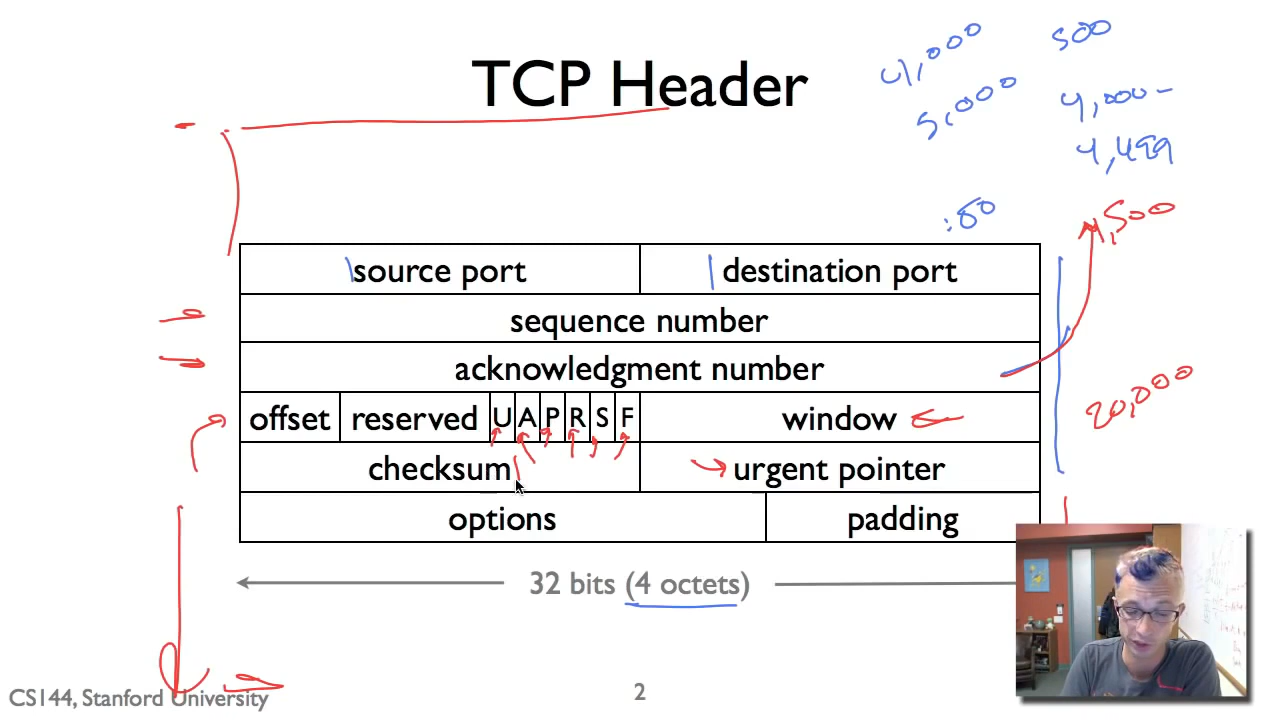 TCP Header
4,000
500
5,000
4,000-
4,499
:80
4,500
source port
destination port
sequence number
acknowledgment number
offset
reserved
U
A
P
R
S
F
window
20,000
checksum
urgent pointer
options
padding
32 bits (4 octets)
CS144, Stanford University
2